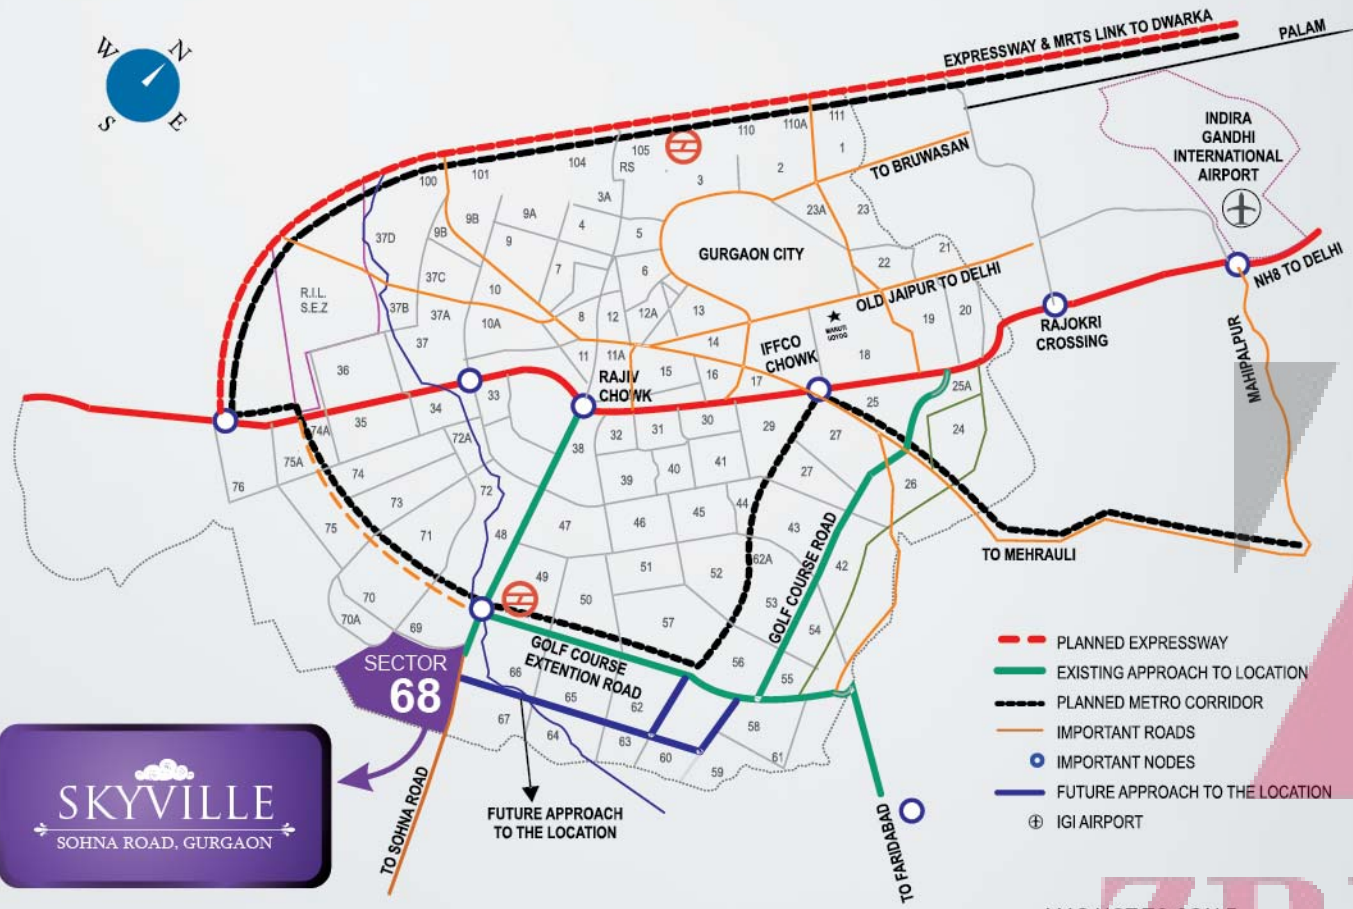 EXPRESSWAY & MRTS LINK TO DWARKA
PALAM
W
N
S
E
INDIRA
GANDHI
INTERNATIONAL
AIRPORT
111
110A
110
105
104
101
100
RS
1
2
3
TO BRUWASAN
3A
9A
9B
4
5
23A
23
37D
9B
9
GURGAON CITY
21
22
7
6
37C
10
OLD JAIPUR TO DELHI
NH8 TO DELHI
R.I.L.
S.E.Z
37B
37A
10A
8
12
12A
13
20
19
RAJOKRI
CROSSING
37
14
IFFCO
CHOWK
MARUTI
UDYOG
18
11
11A
36
15
16
17
RAJIV
CHOWK
MAHIPALPUR
33
34
35
25A
25
74A
30
31
32
29
27
24
72A
38
75A
74
39
40
41
27
26
76
72
73
44
45
46
47
43
75
71
48
GOLF COURSE ROAD
TO MEHRAULI
62A
51
52
42
49
50
53
70
70A
57
54
69
GOLF COURSE
EXTENTION ROAD
56
55
SECTOR
68
66
65
62
67
64
63
60
58
61
59
PLANNED EXPRESSWAY
EXISTING APPROACH TO LOCATION
PLANNED METRO CORRIDOR
IMPORTANT ROADS
IMPORTANT NODES
FUTURE APPROACH TO THE LOCATION
IGI AIRPORT
SKYVILLE
SOHNA ROAD, GURGAON
TO SOHNA ROAD
FUTURE APPROACH
TO THE LOCATION
TO FARIDABAD